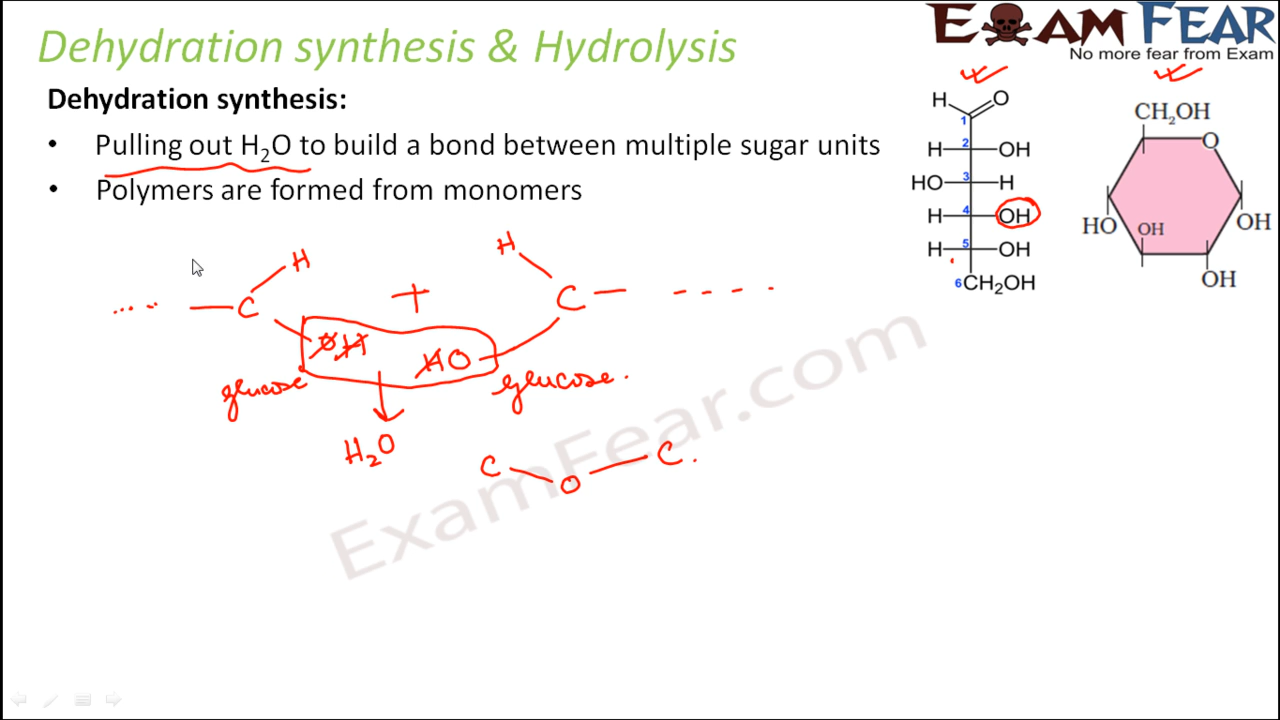 Dehydration synthesis & Hydrolysis
EXAM FEAR
No more fear from Exam
Dehydration synthesis:
• Pulling out H₂O to build a bond between multiple sugar units
• Polymers are formed from monomers
H O
1
H 2 OH
HO 3 H
H 4 OH
H 5 OH
6 CH₂OH
CH₂OH
O
HO OH OH
OH
H H
.... — C + C — - - - -
OH HO
glucose glucose.
H₂O
C O C.
ExamFear.com